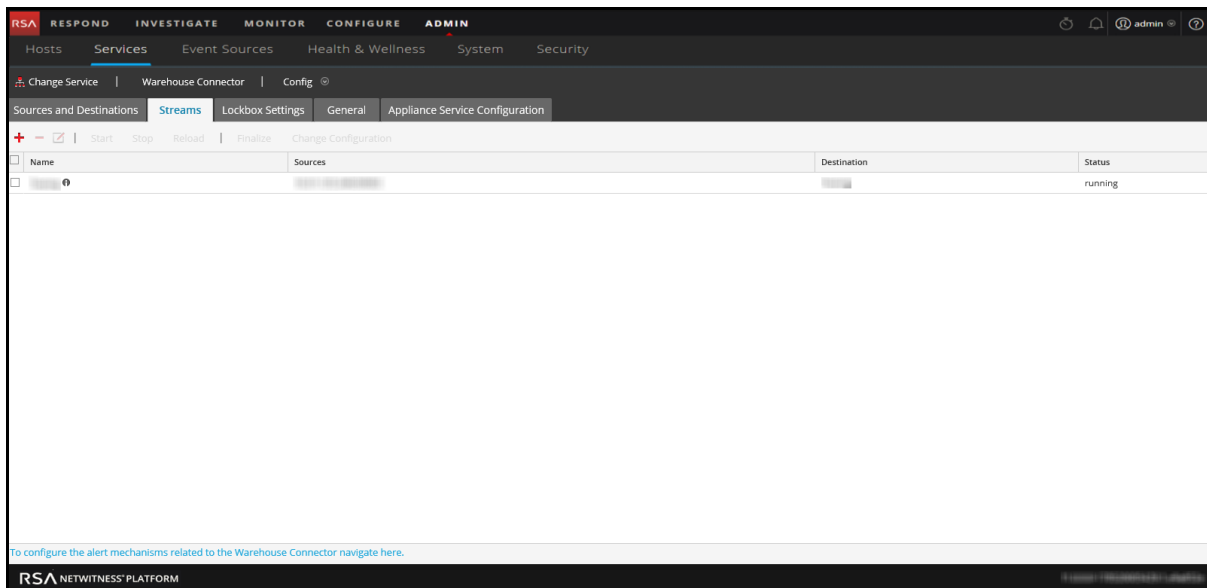 RSA RESPOND INVESTIGATE MONITOR CONFIGURE ADMIN admin ?
Hosts Services Event Sources Health & Wellness System Security
Change Service | Warehouse Connector | Config
Sources and Destinations Streams Lockbox Settings General Appliance Service Configuration
Start Stop Reload | Finalize Change Configuration
Name Sources Destination Status
running
To configure the alert mechanisms related to the Warehouse Connector navigate here.
RSA NETWITNESS® PLATFORM